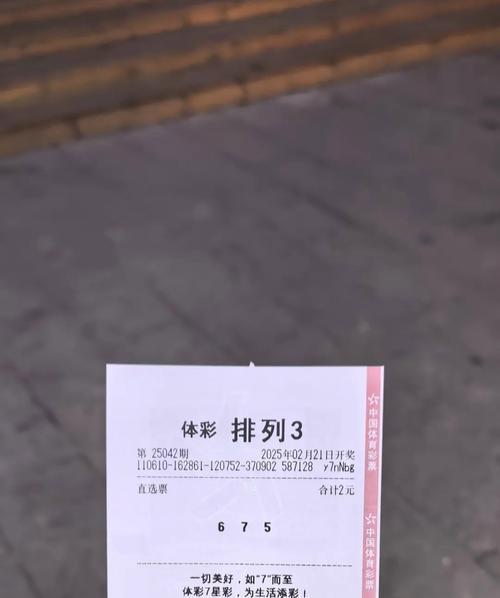 体彩 排列3
第 25042期 2025年02月21日开奖
110610-162861-120752-370902 587128 y7nNbg
直选票 合计2元
6 7 5
一切美好，如“7”而至
体彩7星彩，为生活添彩！
中国体育彩票
中国体育彩票